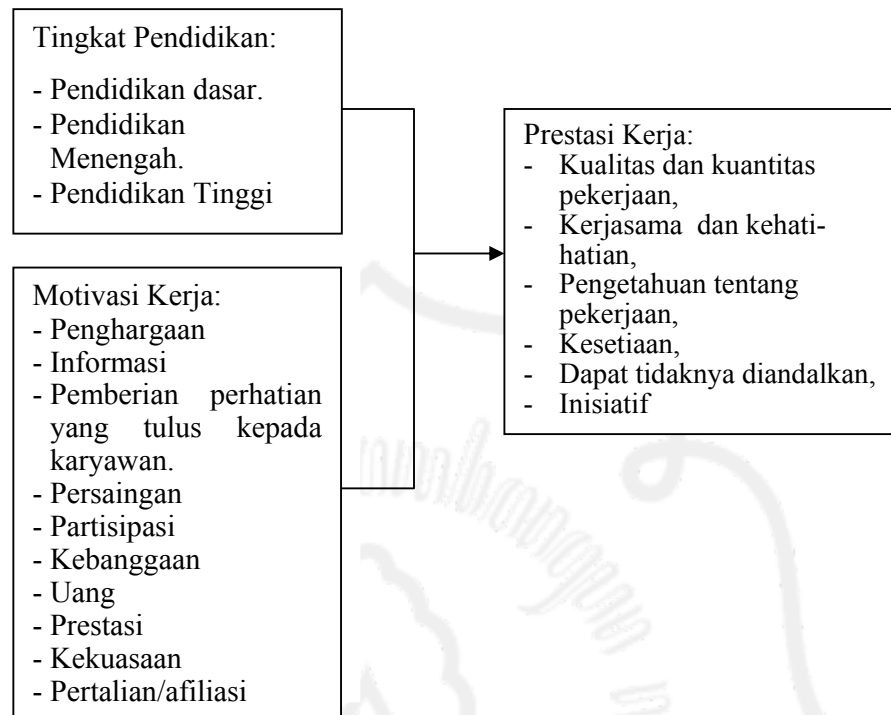 Tingkat Pendidikan:
- Pendidikan dasar.
- Pendidikan
Menengah.
- Pendidikan Tinggi
Motivasi Kerja:
- Penghargaan
- Informasi
- Pemberian perhatian
yang tulus kepada
karyawan.
- Persaingan
- Partisipasi
- Kebanggaan
- Uang
- Prestasi
- Kekuasaan
- Pertalian/afiliasi
Prestasi Kerja:
- Kualitas dan kuantitas
pekerjaan,
- Kerjasama dan kehati-
hatian,
- Pengetahuan tentang
pekerjaan,
- Kesetiaan,
- Dapat tidaknya diandalkan,
- Inisiatif